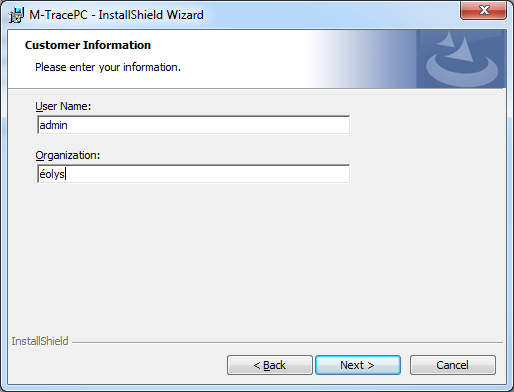 M-TracePC - InstallShield Wizard
Customer Information
Please enter your information.
User Name:
admin
Organization:
éolys
InstallShield
< Back
Next >
Cancel